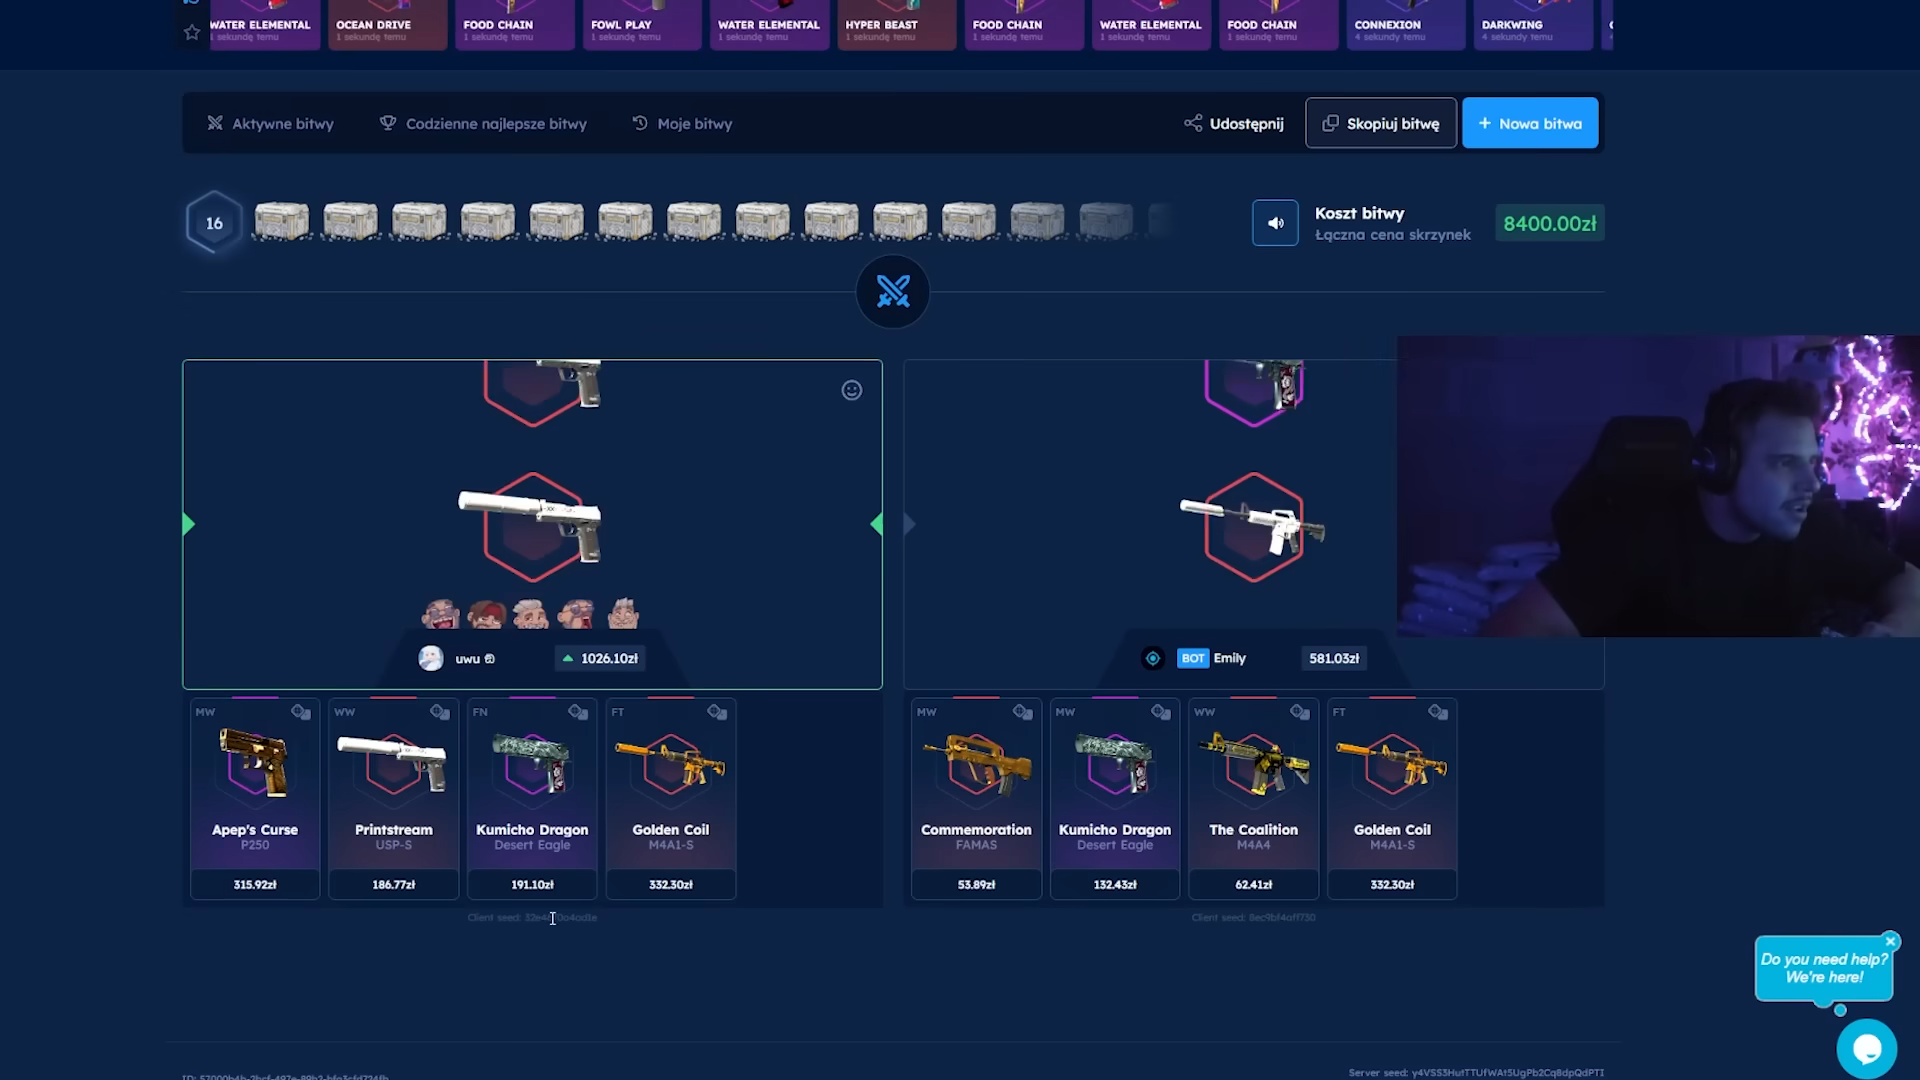 WATER ELEMENTAL OCEAN DRIVE FOOD CHAIN FOWL PLAY WATER ELEMENTAL HYPER BEAST FOOD CHAIN WATER ELEMENTAL FOOD CHAIN CONNEXION DARKWING
1 sekundę temu 1 sekundę temu 1 sekundę temu 1 sekundę temu 1 sekundę temu 1 sekundę temu 1 sekundę temu 1 sekundę temu 1 sekundę temu 4 sekundy temu 4 sekundy temu
Aktywne bitwy Codzienne najlepsze bitwy Moje bitwy Udostępnij Skopiuj bitwę + Nowa bitwa
16
Koszt bitwy
Łączna cena skrzynek
8400.00zł
uwu 1026.10zł
BOT Emily 581.03zł
MW WW FN FT
Apep's Curse Printstream Kumicho Dragon Golden Coil
P250 USP-S Desert Eagle M4A1-S
315.92zł 186.77zł 191.10zł 332.30zł
MW MW WW FT
Commemoration Kumicho Dragon The Coalition Golden Coil
FAMAS Desert Eagle M4A4 M4A1-S
53.89zł 132.43zł 62.41zł 332.30zł
Client seed:
Client seed: 8ec9bf4aff730
Do you need help?
We're here!
Server seed: y4VSS3HutTTUfWAt5UgPb2Cq8dpQdPTI